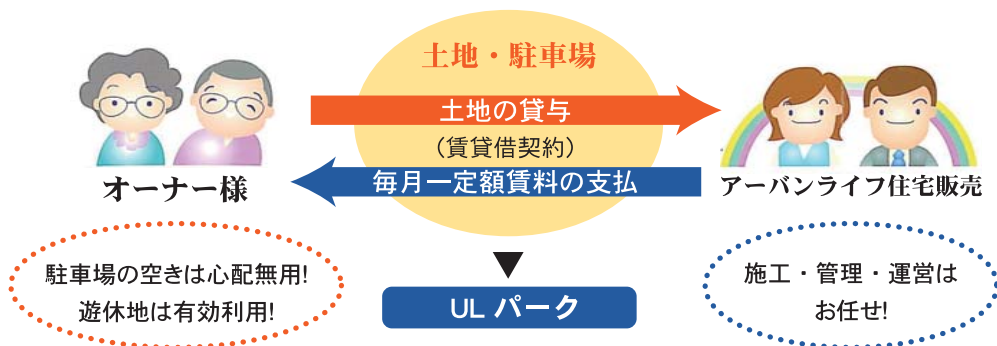 土地・駐車場
土地の貸与
（賃貸借契約）
毎月一定額賃料の支払
オーナー様
アーバンライフ住宅販売
駐車場の空きは心配無用!
遊休地は有効利用!
ULパーク
施工・管理・運営は
お任せ!